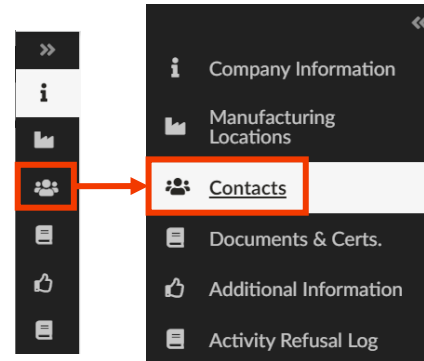 Company Information
Manufacturing
Locations
Contacts
Documents & Certs.
Additional Information
Activity Refusal Log